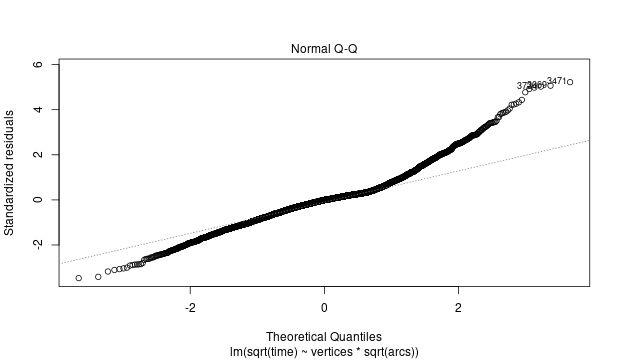 Normal Q-Q
6
4
2
0
-2
Standardized residuals
3471
-2
0
2
Theoretical Quantiles
lm(sqrt(time) ~ vertices * sqrt(arcs))